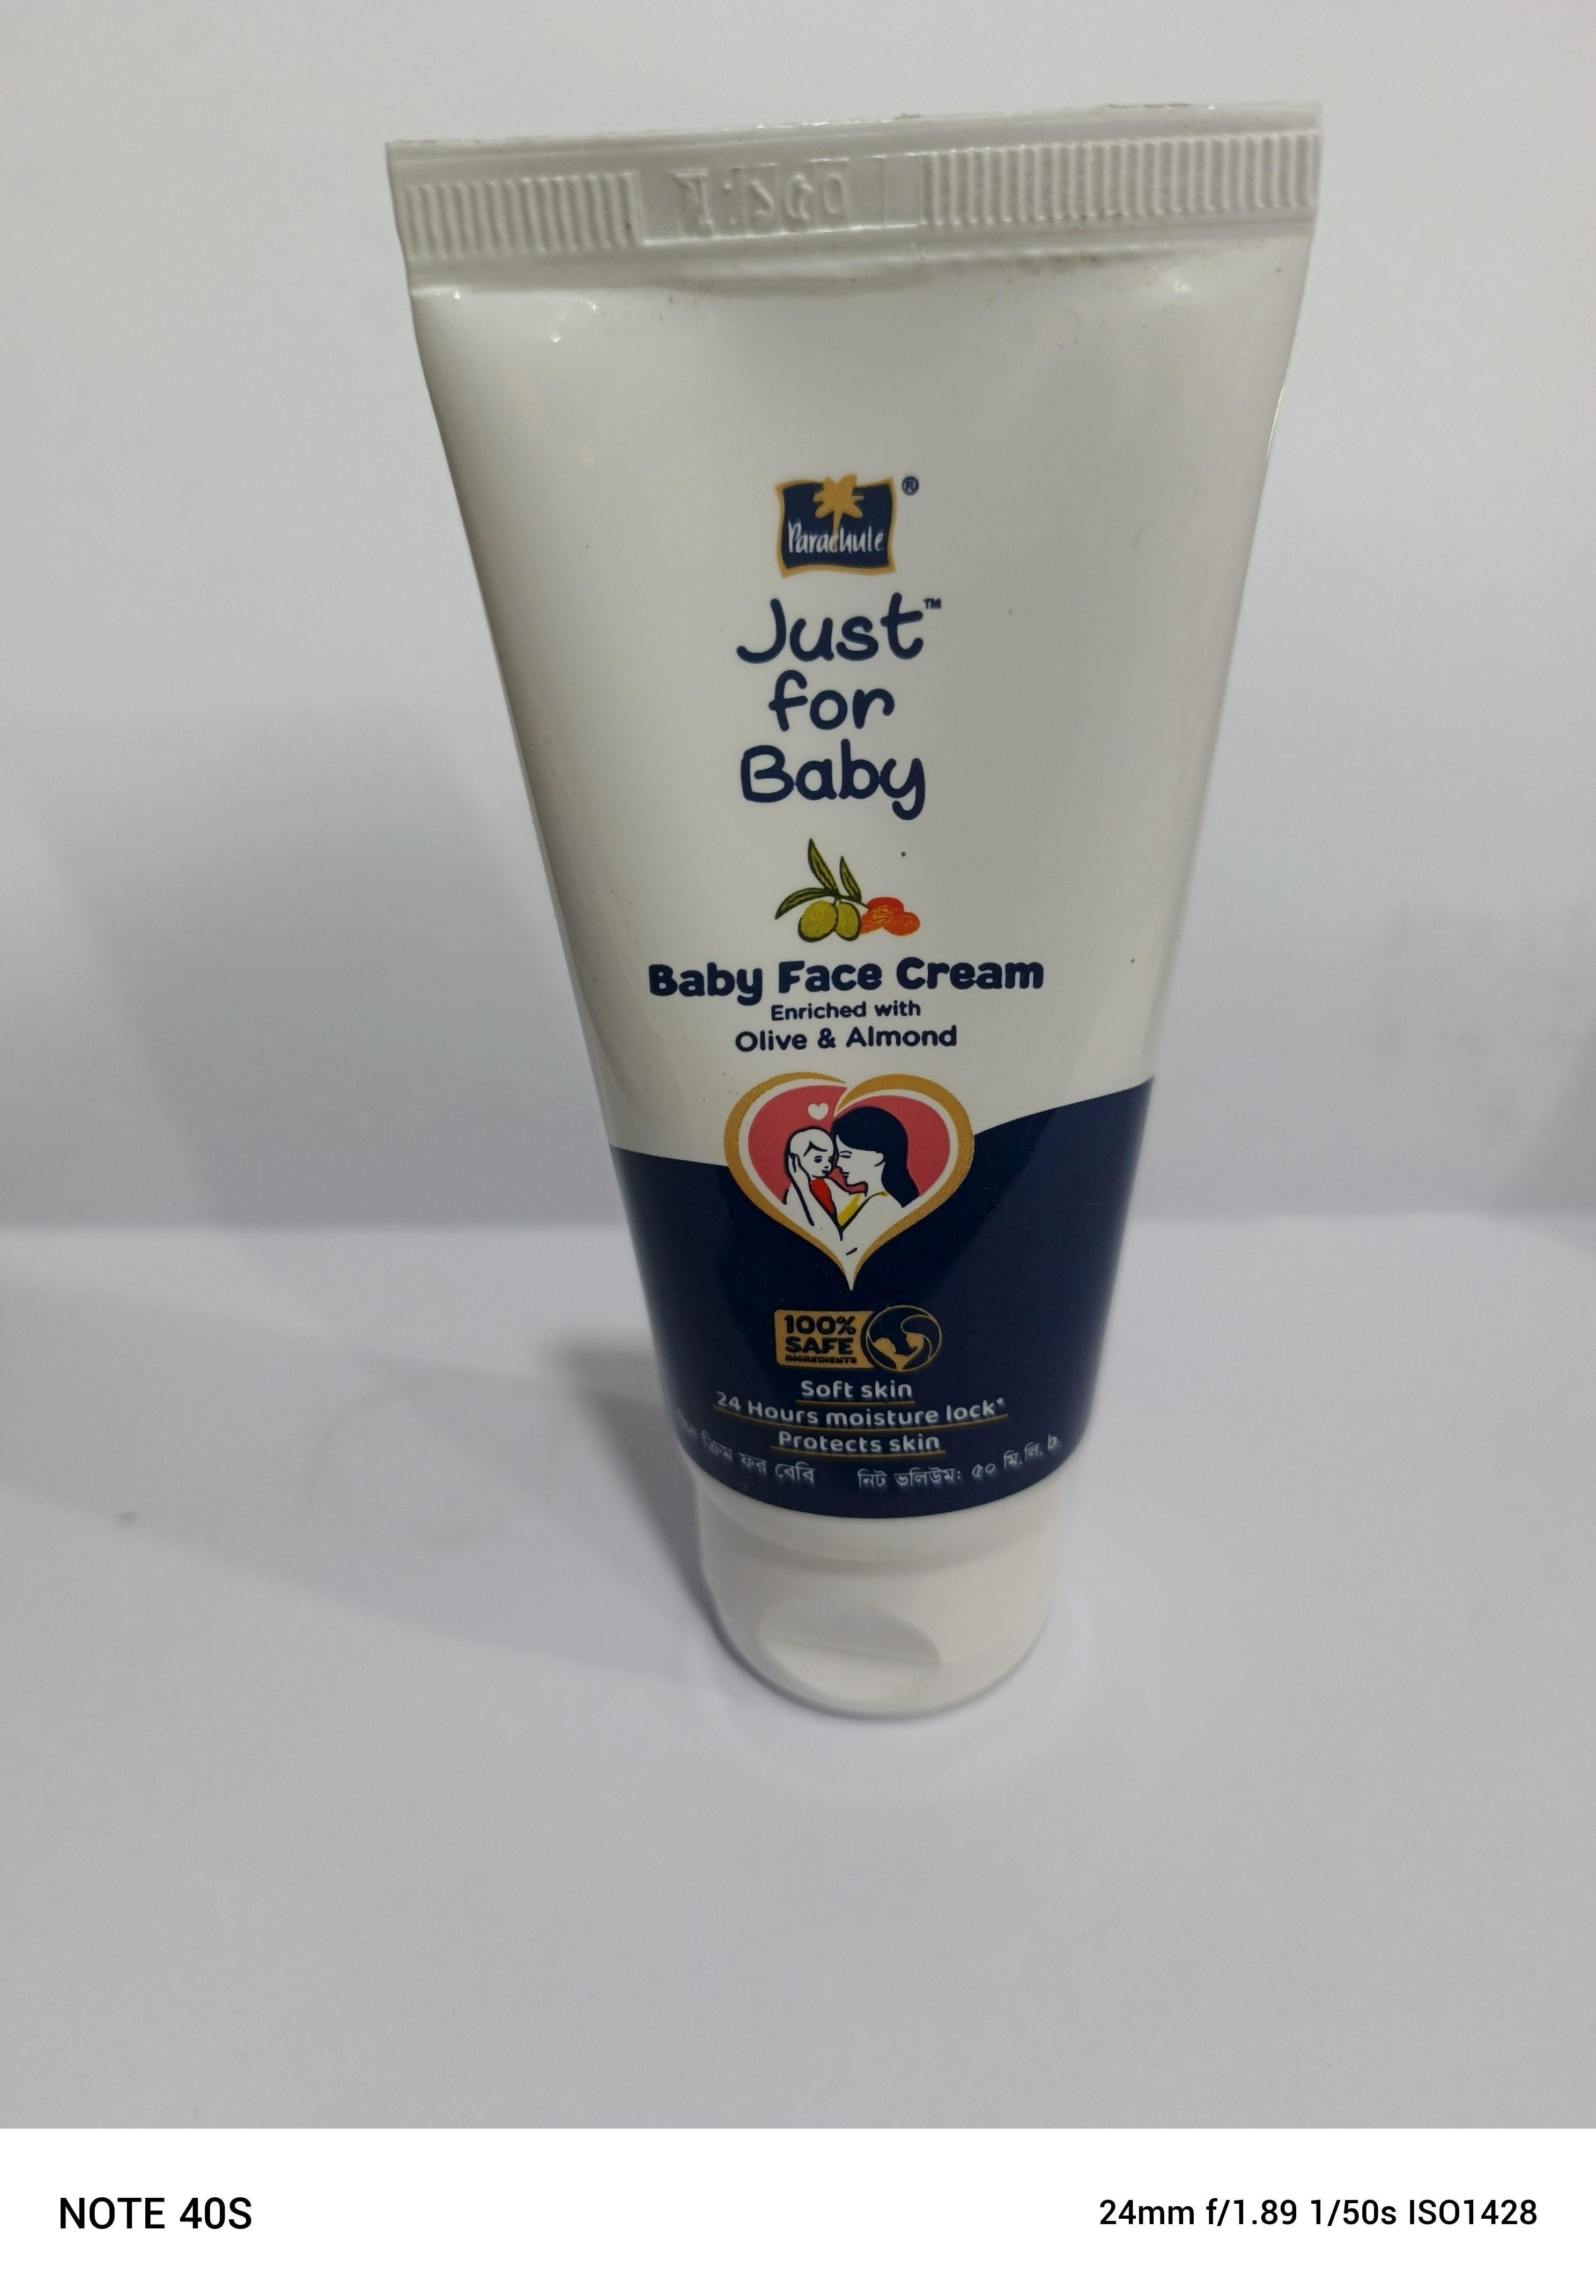 Parachute ®
Just™
for
Baby
Baby Face Cream
Enriched with
Olive & Almond
100%
SAFE
INGREDIENTS
Soft skin
24 Hours moisture lock*
Protects skin
ক্রিম ফর বেবি নিট ভলিউম: ৫০ মি.লি. b
NOTE 40S
24mm f/1.89 1/50s ISO1428